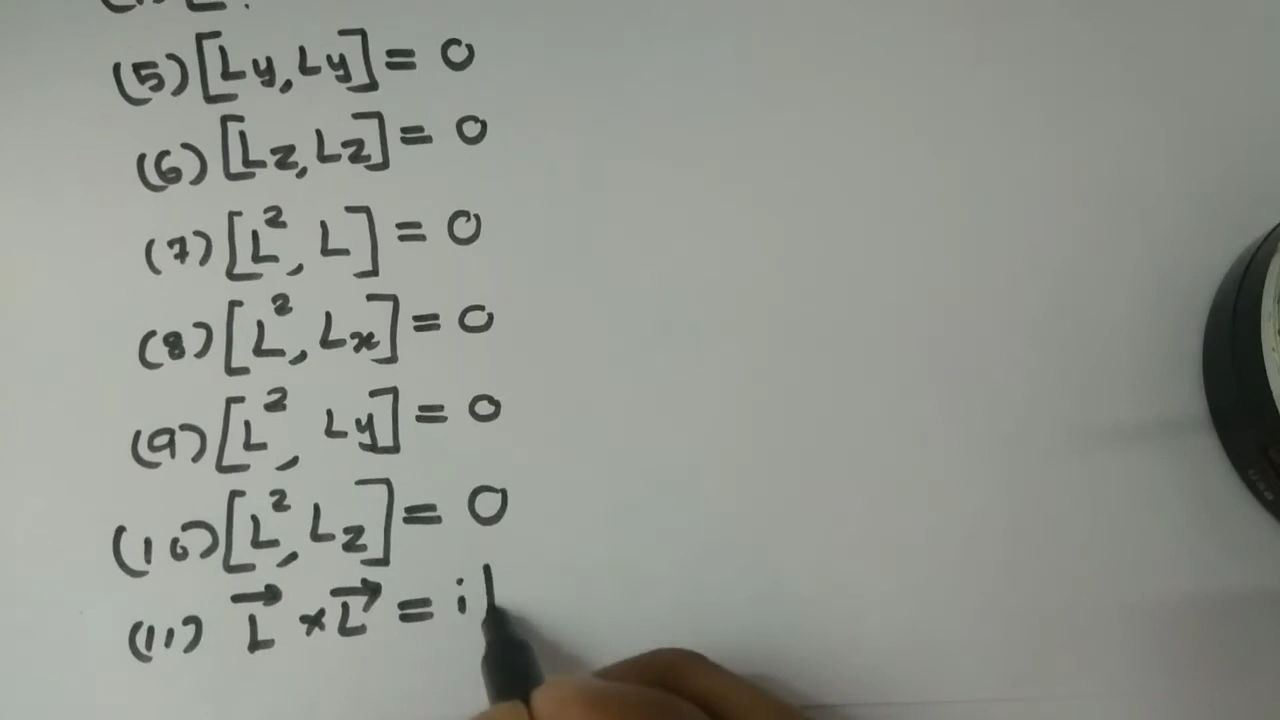 (5) [Ly, Ly] = 0
(6) [Lz, Lz] = 0
(7) [L², L] = 0
(8) [L², Lx] = 0
(9) [L², Ly] = 0
(10) [L², Lz] = 0
(11) L⃗ × L⃗ = i